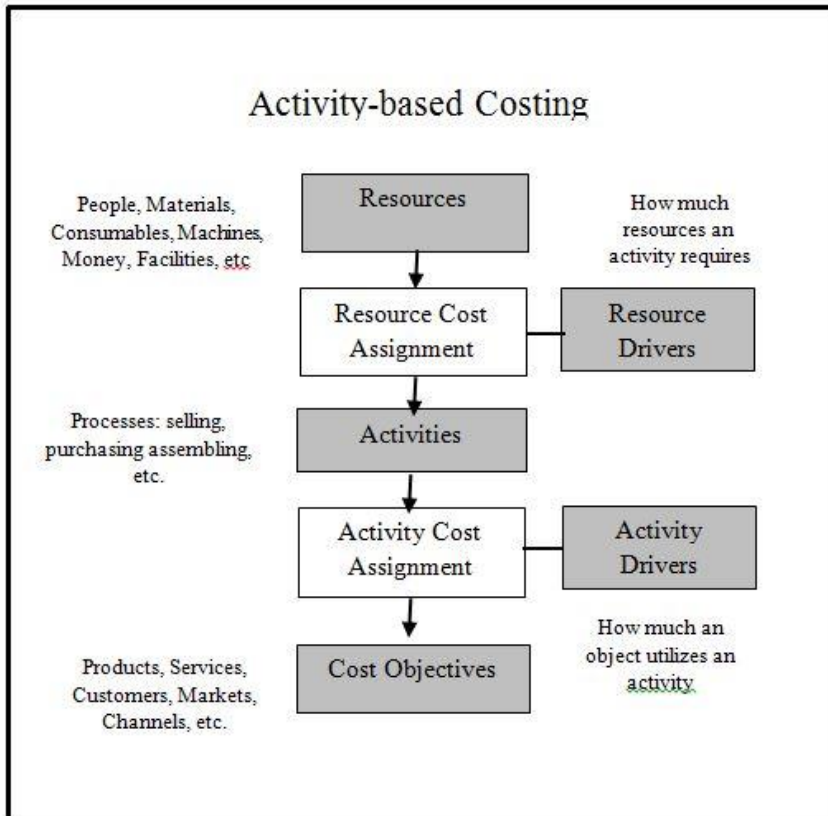 Activity-based Costing
People, Materials,
Consumables, Machines,
Money, Facilities, etc
Resources
How much
resources an
activity requires
Resource Cost
Assignment
Resource
Drivers
Processes: selling,
purchasing assembling,
etc.
Activities
Activity Cost
Assignment
Activity
Drivers
Products, Services,
Customers, Markets,
Channels, etc.
Cost Objectives
How much an
object utilizes an
activity